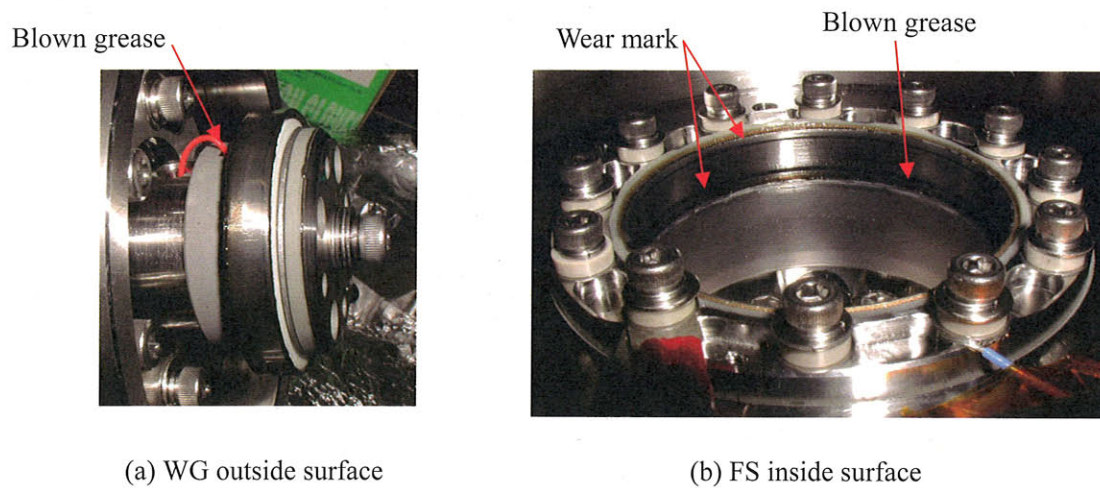 Blown grease
Wear mark
Blown grease
(a) WG outside surface
(b) FS inside surface